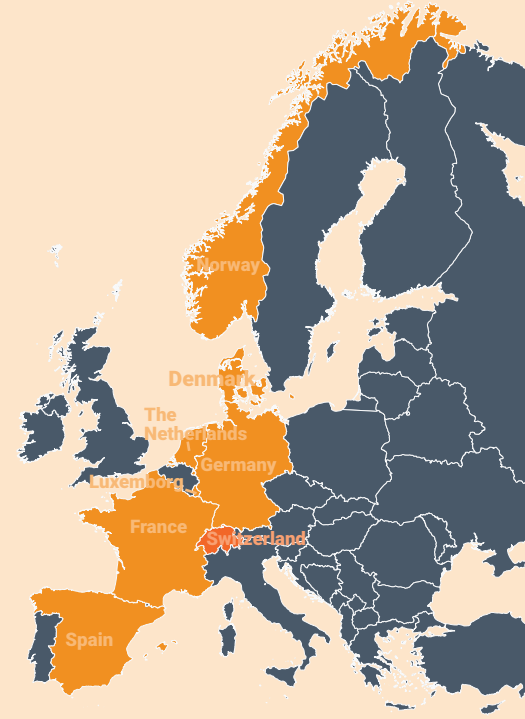 Norway
Denmark
The
Netherlands
Germany
Luxemborg
France
Switzerland
Spain